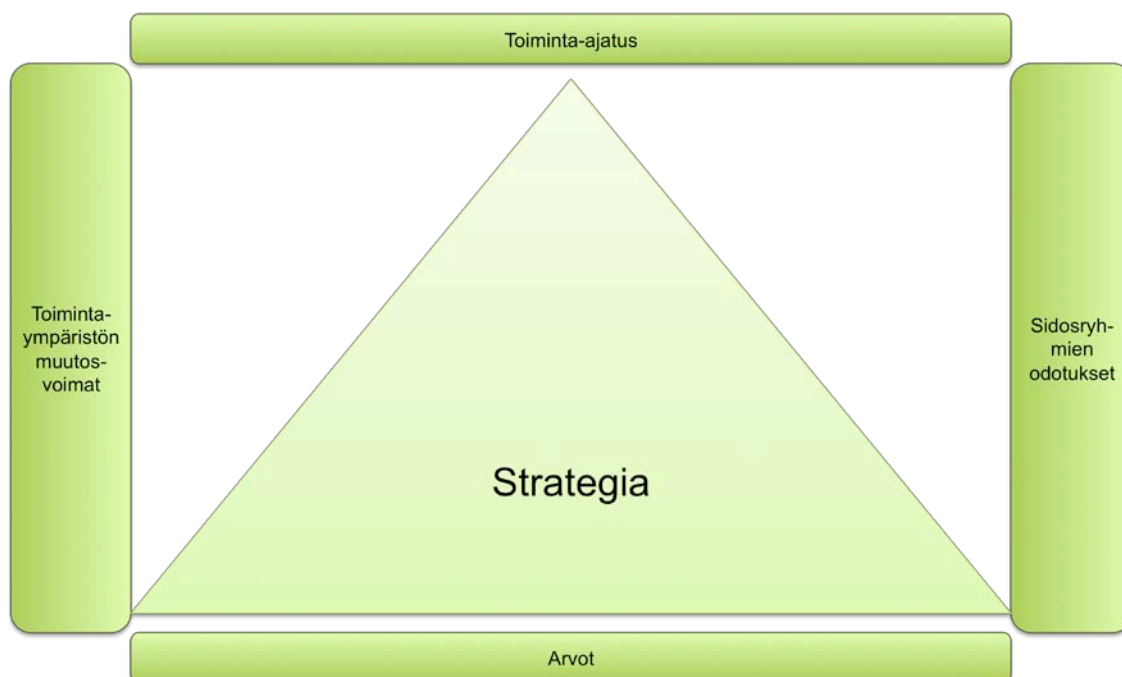 Toiminta-ajatus
Toiminta-
ympäristön
muutos-
voimat
Sidosryh-
mien
odotukset
Strategia
Arvot